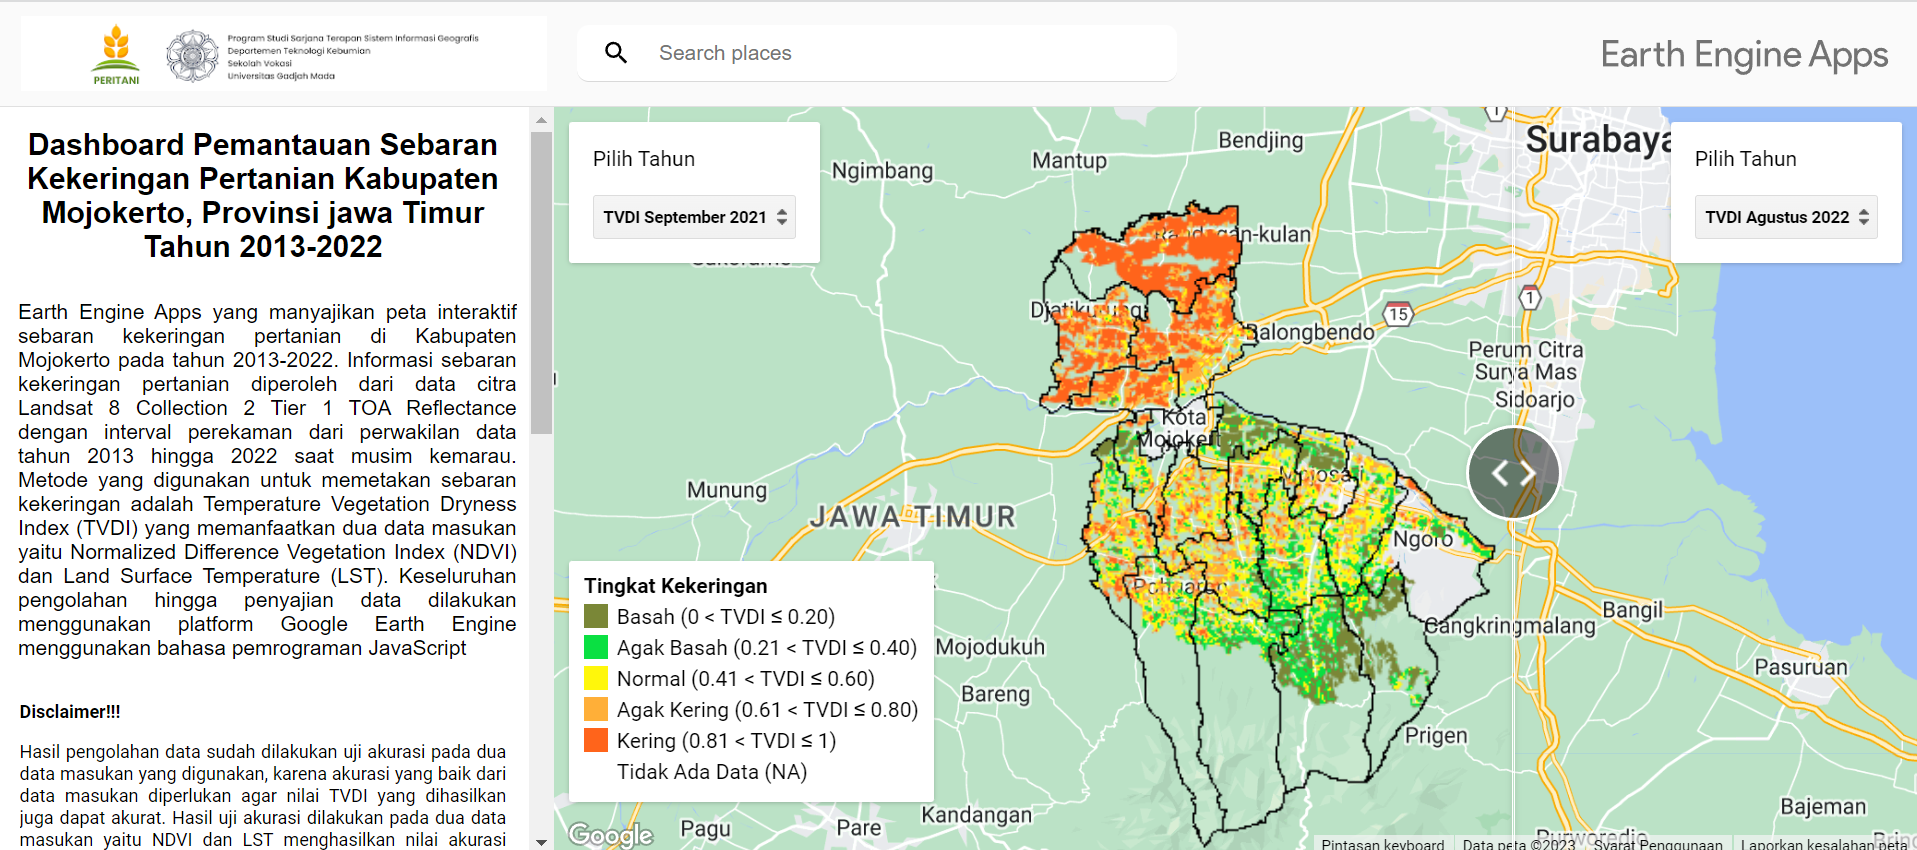 PERITANI
Program Studi Sarjana Terapan Sistem Informasi Geografis
Departemen Teknologi Kebumian
Sekolah Vokasi
Universitas Gadjah Mada
Search places
Earth Engine Apps
Dashboard Pemantauan Sebaran
Kekeringan Pertanian Kabupaten
Mojokerto, Provinsi jawa Timur
Tahun 2013-2022
Earth Engine Apps yang manyajikan peta interaktif
sebaran kekeringan pertanian di Kabupaten
Mojokerto pada tahun 2013-2022. Informasi sebaran
kekeringan pertanian diperoleh dari data citra
Landsat 8 Collection 2 Tier 1 TOA Reflectance
dengan interval perekaman dari perwakilan data
tahun 2013 hingga 2022 saat musim kemarau.
Metode yang digunakan untuk memetakan sebaran
kekeringan adalah Temperature Vegetation Dryness
Index (TVDI) yang memanfaatkan dua data masukan
yaitu Normalized Difference Vegetation Index (NDVI)
dan Land Surface Temperature (LST). Keseluruhan
pengolahan hingga penyajian data dilakukan
menggunakan platform Google Earth Engine
menggunakan bahasa pemrograman JavaScript
Disclaimer!!!
Hasil pengolahan data sudah dilakukan uji akurasi pada dua
data masukan yang digunakan, karena akurasi yang baik dari
data masukan diperlukan agar nilai TVDI yang dihasilkan
juga dapat akurat. Hasil uji akurasi dilakukan pada dua data
masukan yaitu NDVI dan LST menghasilkan nilai akurasi
Pilih Tahun
TVDI September 2021
Pilih Tahun
TVDI Agustus 2022
Bendjing
Mantup
Ngimbang
Surabaya
1
-kulan
1
15
Balongbendo
Perum Citra
Surya Mas
Sidoarjo
Kota
Mojokert
Munung
JAWA TIMUR
Ngoro
Bangil
Cangkringmalang
Mojodukuh
Pasuruan
Bareng
Prigen
Kandangan
Bajeman
Pagu
Pare
Purworedjo
Tingkat Kekeringan
Basah (0 < TVDI ≤ 0.20)
Agak Basah (0.21 < TVDI ≤ 0.40)
Normal (0.41 < TVDI ≤ 0.60)
Agak Kering (0.61 < TVDI ≤ 0.80)
Kering (0.81 < TVDI ≤ 1)
Tidak Ada Data (NA)
Google
Pintasan keyboard
Data peta ©2023
Syarat Penggunaan
Laporkan kesalahan peta